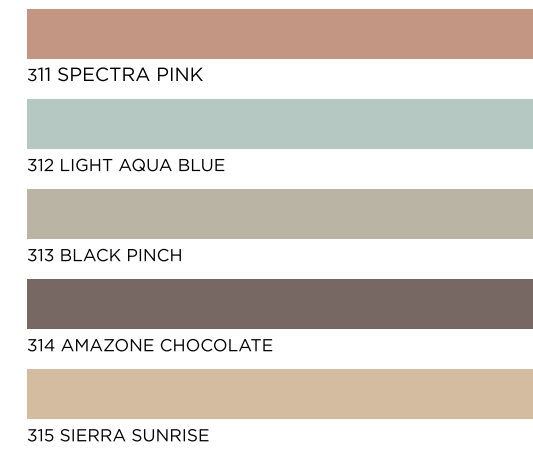 311 SPECTRA PINK
312 LIGHT AQUA BLUE
313 BLACK PINCH
314 AMAZONE CHOCOLATE
315 SIERRA SUNRISE